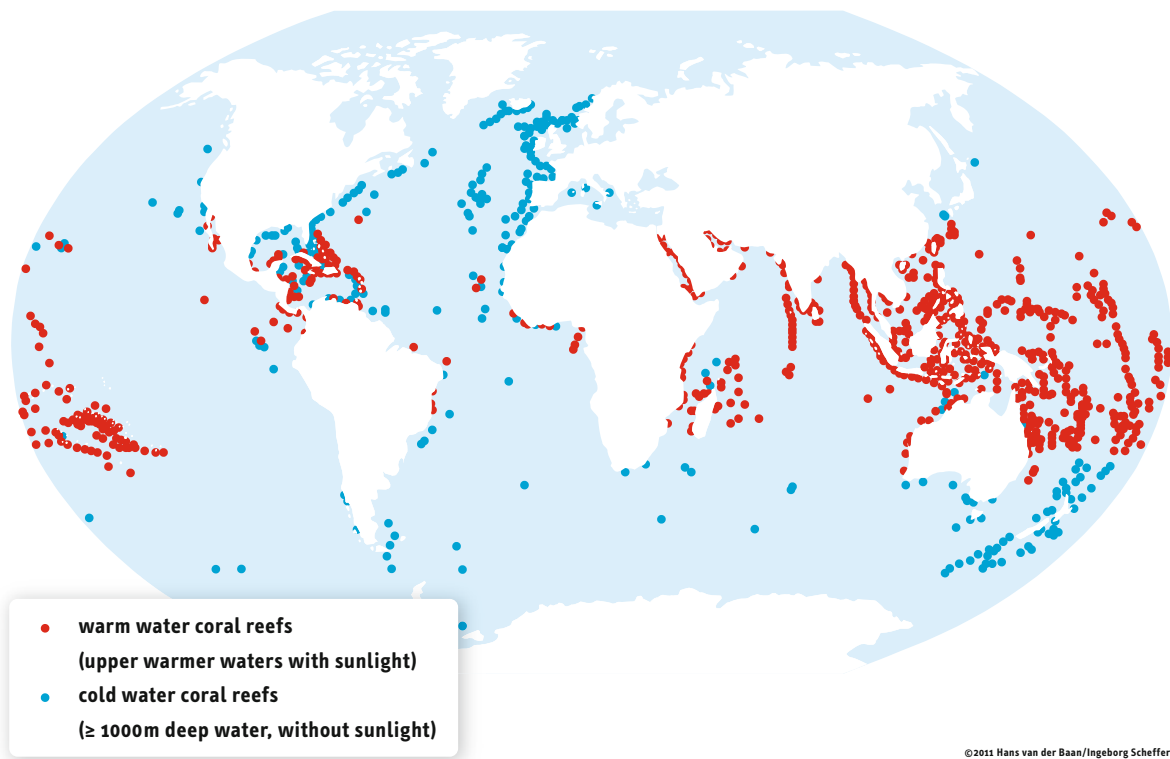 warm water coral reefs
(upper warmer waters with sunlight)
cold water coral reefs
(≥ 1000m deep water, without sunlight)
©2011 Hans van der Baan/Ingeborg Scheffer